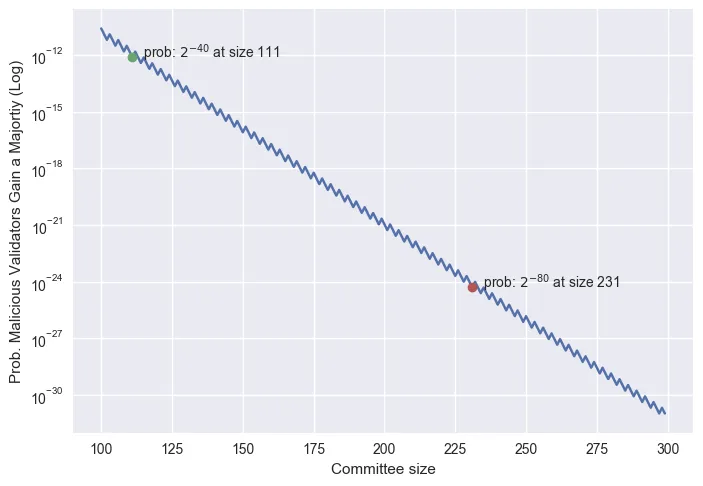 Prob. Malicious Validators Gain a Majortiy (Log)
10⁻¹²
10⁻¹⁵
10⁻¹⁸
10⁻²¹
10⁻²⁴
10⁻²⁷
10⁻³⁰
prob: 2⁻⁴⁰ at size 111
prob: 2⁻⁸⁰ at size 231
100 125 150 175 200 225 250 275 300
Committee size